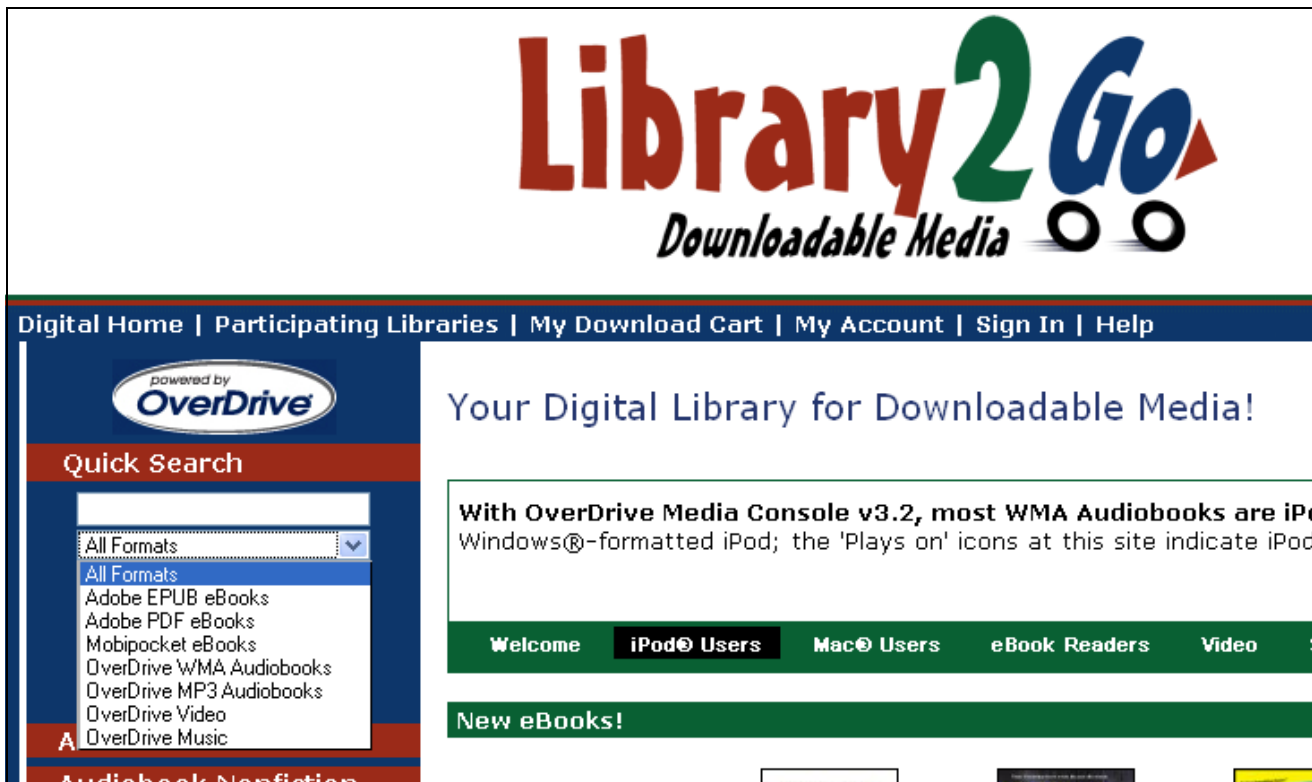 Library2Go
Downloadable Media
Digital Home | Participating Libraries | My Download Cart | My Account | Sign In | Help
powered by
OverDrive
Quick Search
All Formats
All Formats
Adobe EPUB eBooks
Adobe PDF eBooks
Mobipocket eBooks
OverDrive WMA Audiobooks
OverDrive MP3 Audiobooks
OverDrive Video
OverDrive Music
A
Audiobook Nonfiction
Your Digital Library for Downloadable Media!
With OverDrive Media Console v3.2, most WMA Audiobooks are iPo
Windows®-formatted iPod; the 'Plays on' icons at this site indicate iPod
Welcome iPod® Users Mac® Users eBook Readers Video
New eBooks!